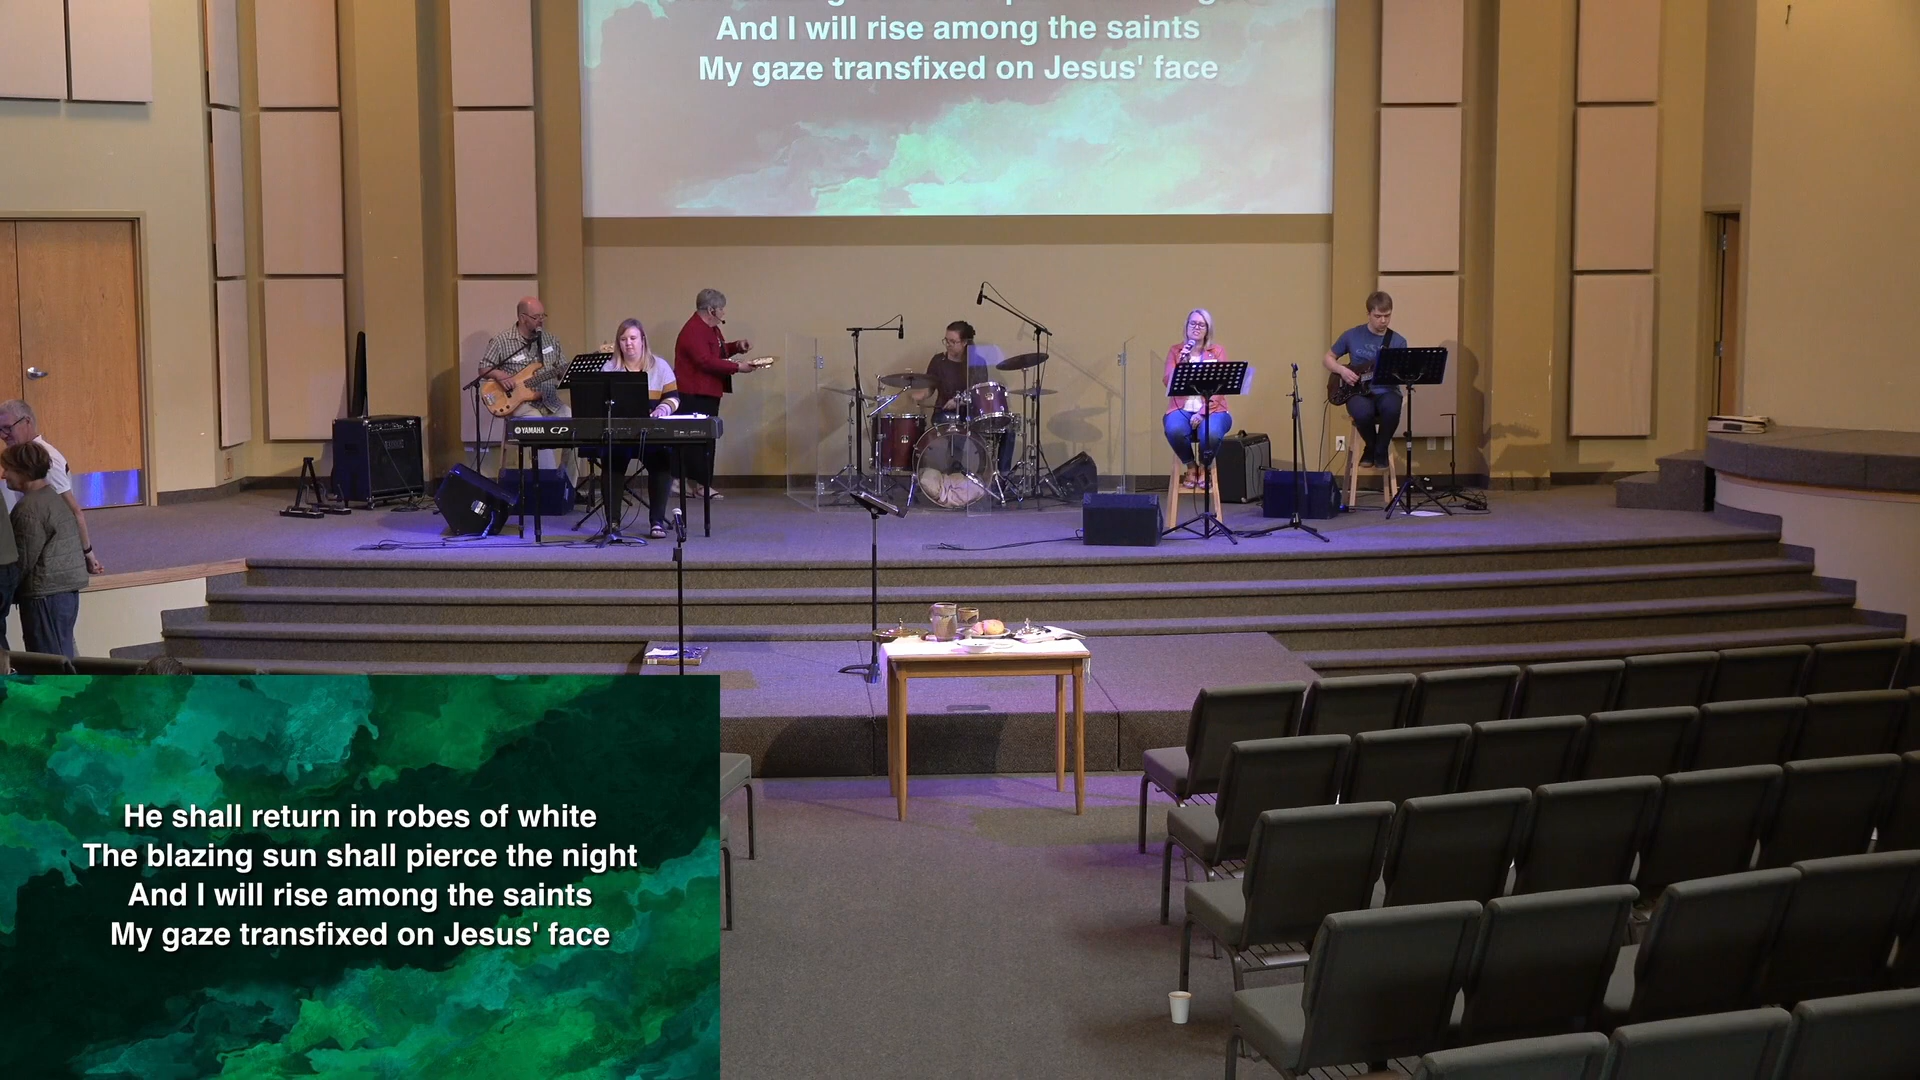 And I will rise among the saints
My gaze transfixed on Jesus' face
YAMAHA CP
He shall return in robes of white
The blazing sun shall pierce the night
And I will rise among the saints
My gaze transfixed on Jesus' face